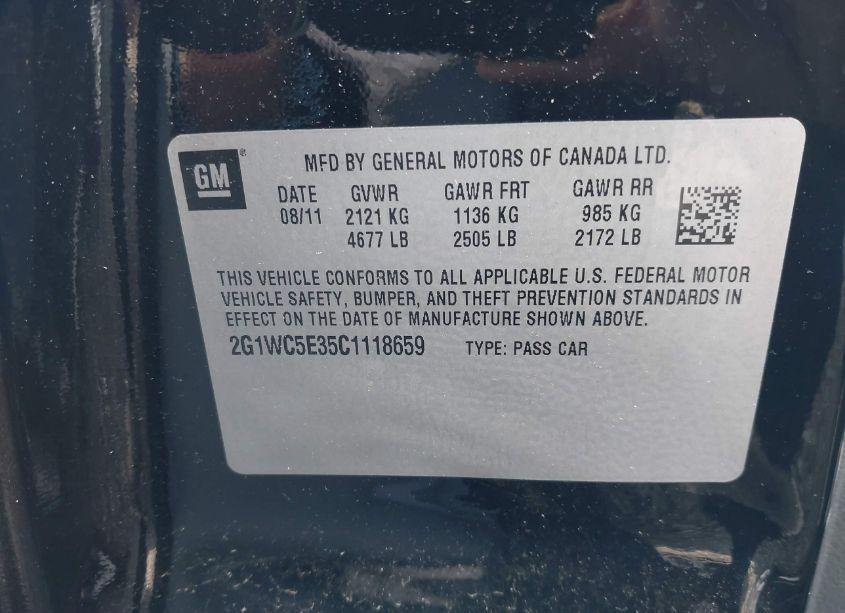 GM® MFD BY GENERAL MOTORS OF CANADA LTD.
DATE GVWR GAWR FRT GAWR RR
08/11 2121 KG 1136 KG 985 KG
4677 LB 2505 LB 2172 LB
THIS VEHICLE CONFORMS TO ALL APPLICABLE U.S. FEDERAL MOTOR
VEHICLE SAFETY, BUMPER, AND THEFT PREVENTION STANDARDS IN
EFFECT ON THE DATE OF MANUFACTURE SHOWN ABOVE.
2G1WC5E35C1118659 TYPE: PASS CAR